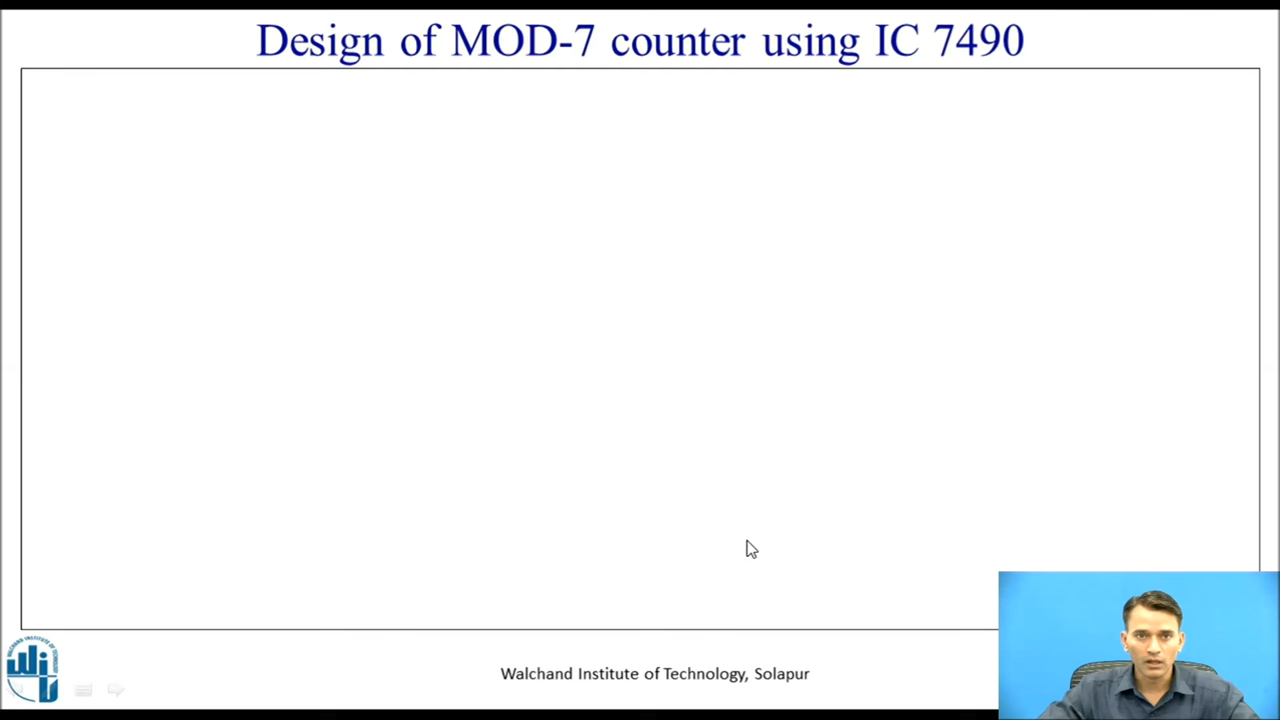 Design of MOD-7 counter using IC 7490
Walchand Institute of Technology, Solapur